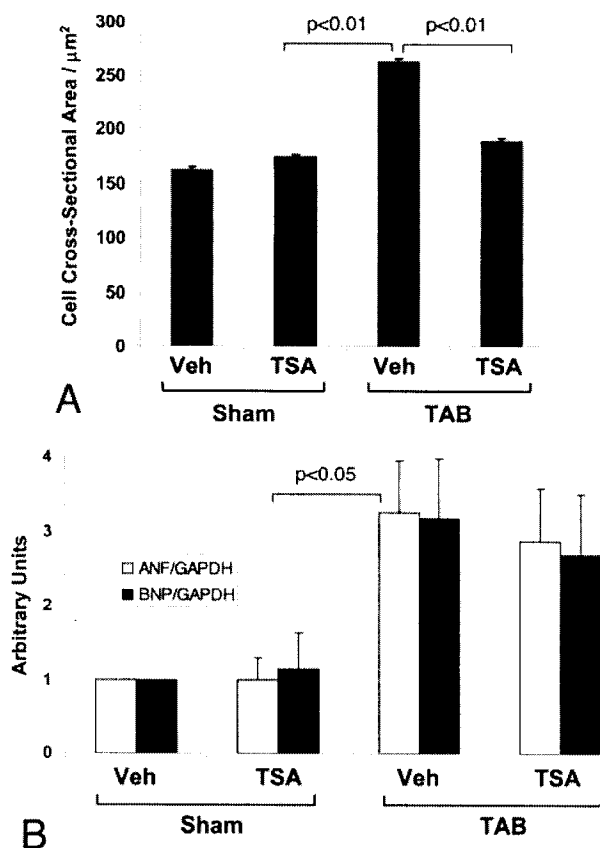 Cell Cross-Sectional Area / μm²
300
250
200
150
100
50
0
p<0.01 p<0.01
Veh TSA Veh TSA
Sham TAB
A
Arbitrary Units
4
3
2
1
0
p<0.05
ANF/GAPDH
BNP/GAPDH
Veh TSA Veh TSA
Sham TAB
B